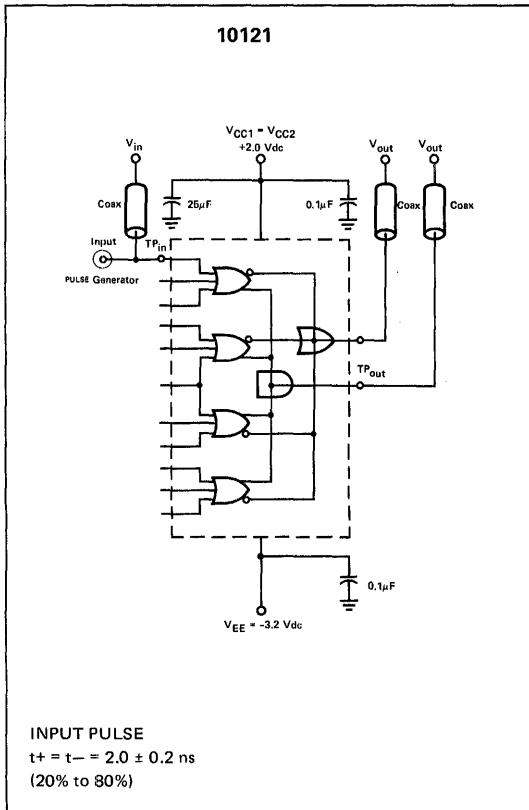 10121
VCC1 = VCC2
+2.0 Vdc
Vin
Vout
Vout
Coax
25μF
0.1μF
Coax
Coax
Input
TPin
PULSE Generator
TPout
0.1μF
VEE = -3.2 Vdc
INPUT PULSE
t+ = t– = 2.0 ± 0.2 ns
(20% to 80%)